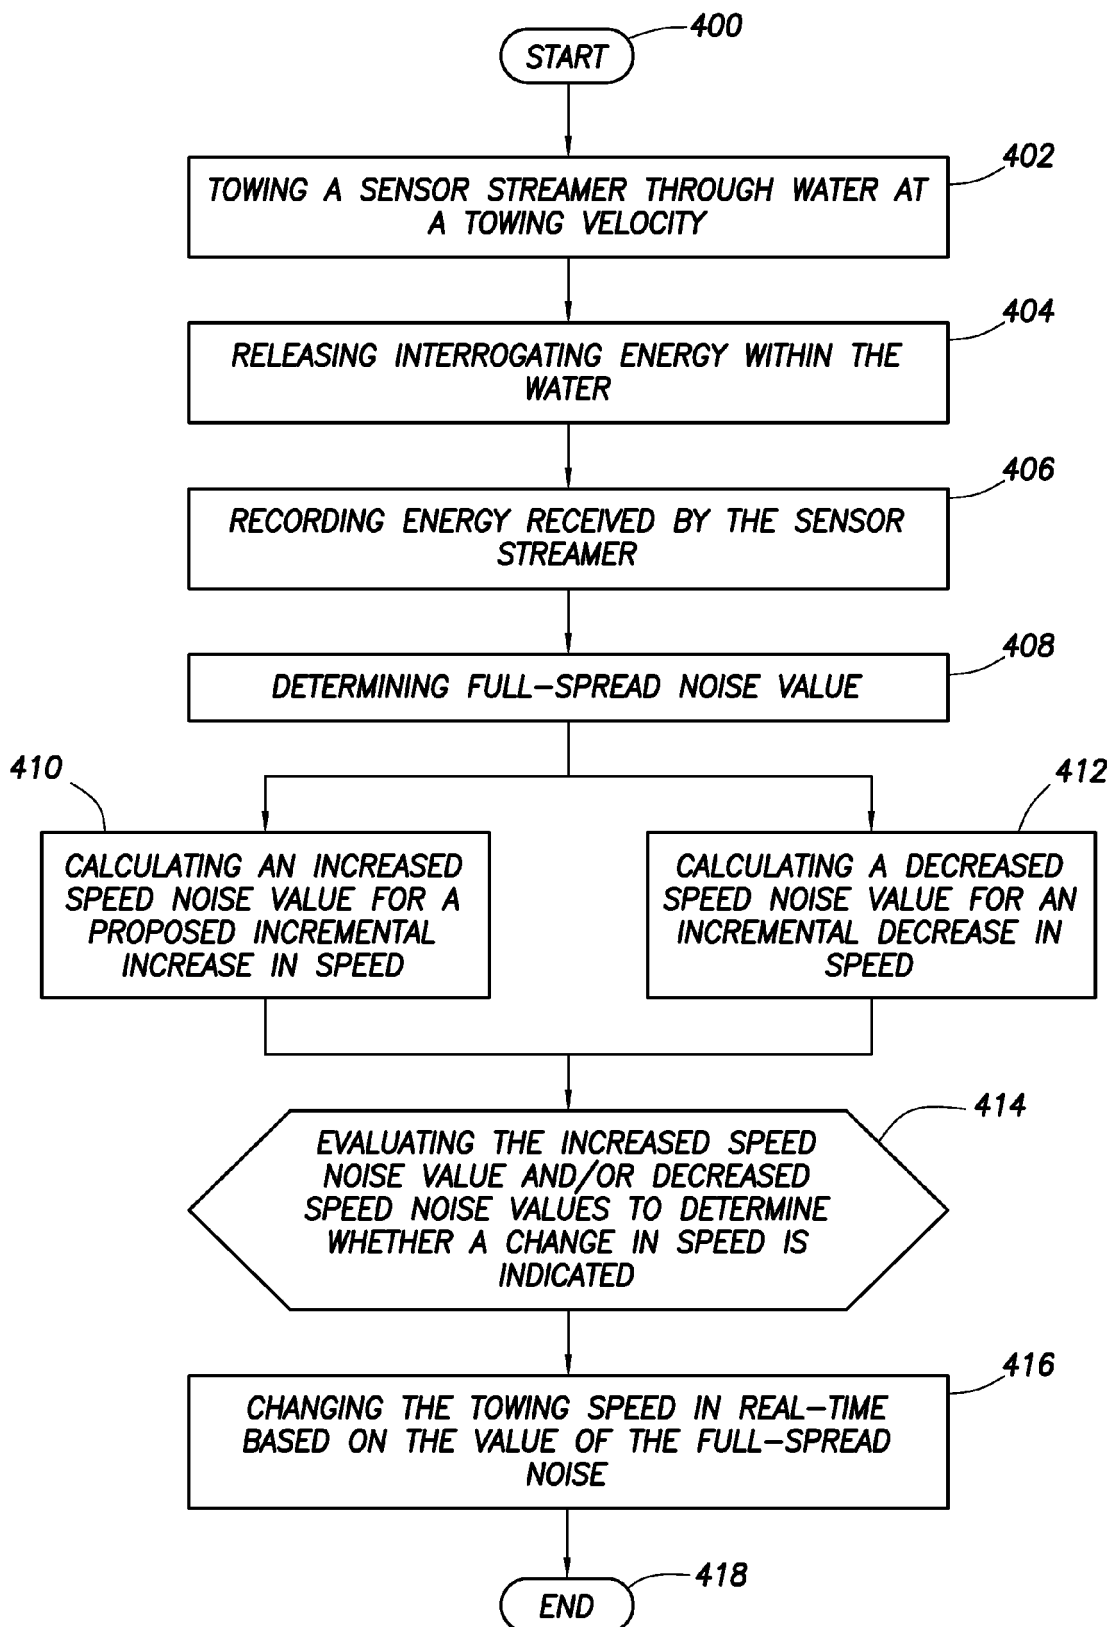 400
START
402
TOWING A SENSOR STREAMER THROUGH WATER AT
A TOWING VELOCITY
404
RELEASING INTERROGATING ENERGY WITHIN THE
WATER
406
RECORDING ENERGY RECEIVED BY THE SENSOR
STREAMER
408
DETERMINING FULL-SPREAD NOISE VALUE
410
CALCULATING AN INCREASED
SPEED NOISE VALUE FOR A
PROPOSED INCREMENTAL
INCREASE IN SPEED
412
CALCULATING A DECREASED
SPEED NOISE VALUE FOR AN
INCREMENTAL DECREASE IN
SPEED
414
EVALUATING THE INCREASED SPEED
NOISE VALUE AND/OR DECREASED
SPEED NOISE VALUES TO DETERMINE
WHETHER A CHANGE IN SPEED IS
INDICATED
416
CHANGING THE TOWING SPEED IN REAL-TIME
BASED ON THE VALUE OF THE FULL-SPREAD
NOISE
418
END